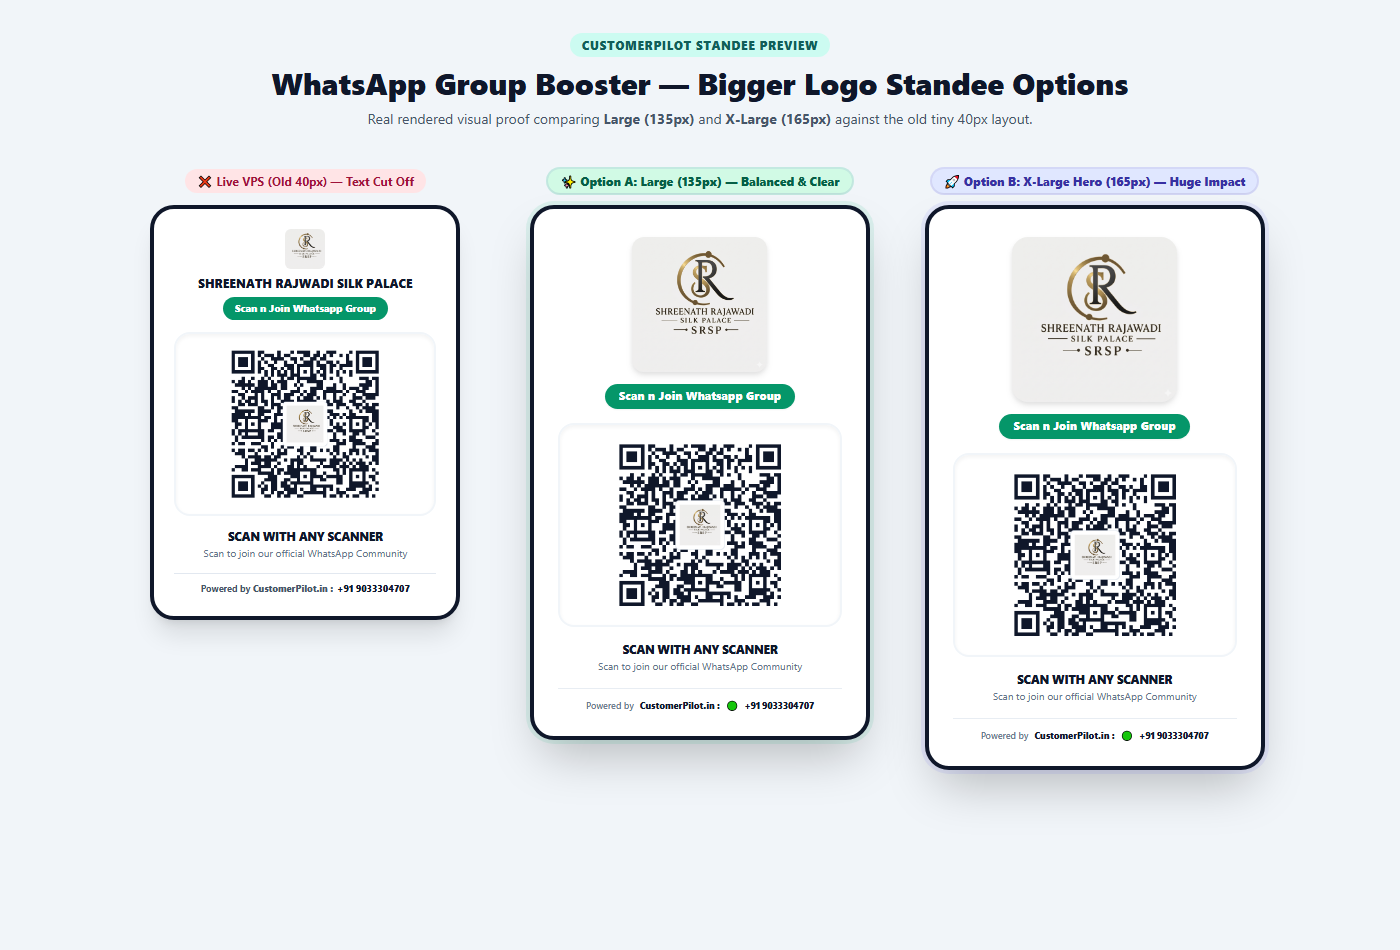 CUSTOMERPILOT STANDEE PREVIEW
WhatsApp Group Booster — Bigger Logo Standee Options
Real rendered visual proof comparing Large (135px) and X-Large (165px) against the old tiny 40px layout.
❌ Live VPS (Old 40px) — Text Cut Off
SHREENATH RAJWADI SILK PALACE
Scan n Join Whatsapp Group
SCAN WITH ANY SCANNER
Scan to join our official WhatsApp Community
Powered by CustomerPilot.in : +91 9033304707
✨ Option A: Large (135px) — Balanced & Clear
SHREENATH RAJAWADI
SILK PALACE
SRSP
Scan n Join Whatsapp Group
SCAN WITH ANY SCANNER
Scan to join our official WhatsApp Community
Powered by CustomerPilot.in : +91 9033304707
🚀 Option B: X-Large Hero (165px) — Huge Impact
SHREENATH RAJAWADI
SILK PALACE
SRSP
Scan n Join Whatsapp Group
SCAN WITH ANY SCANNER
Scan to join our official WhatsApp Community
Powered by CustomerPilot.in : +91 9033304707